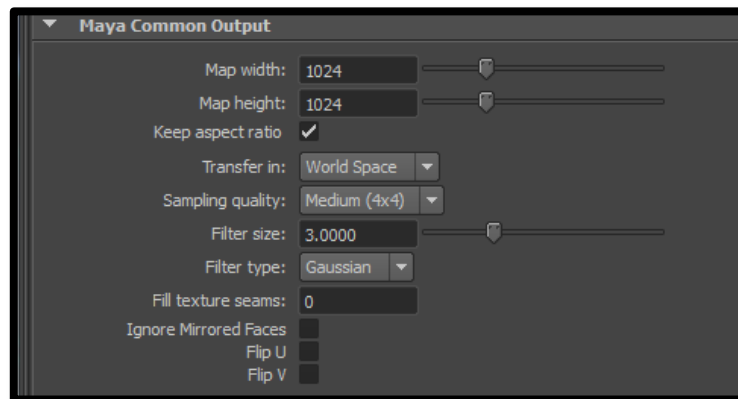 Maya Common Output
Map width: 1024
Map height: 1024
Keep aspect ratio
Transfer in: World Space
Sampling quality: Medium (4x4)
Filter size: 3.0000
Filter type: Gaussian
Fill texture seams: 0
Ignore Mirrored Faces
Flip U
Flip V